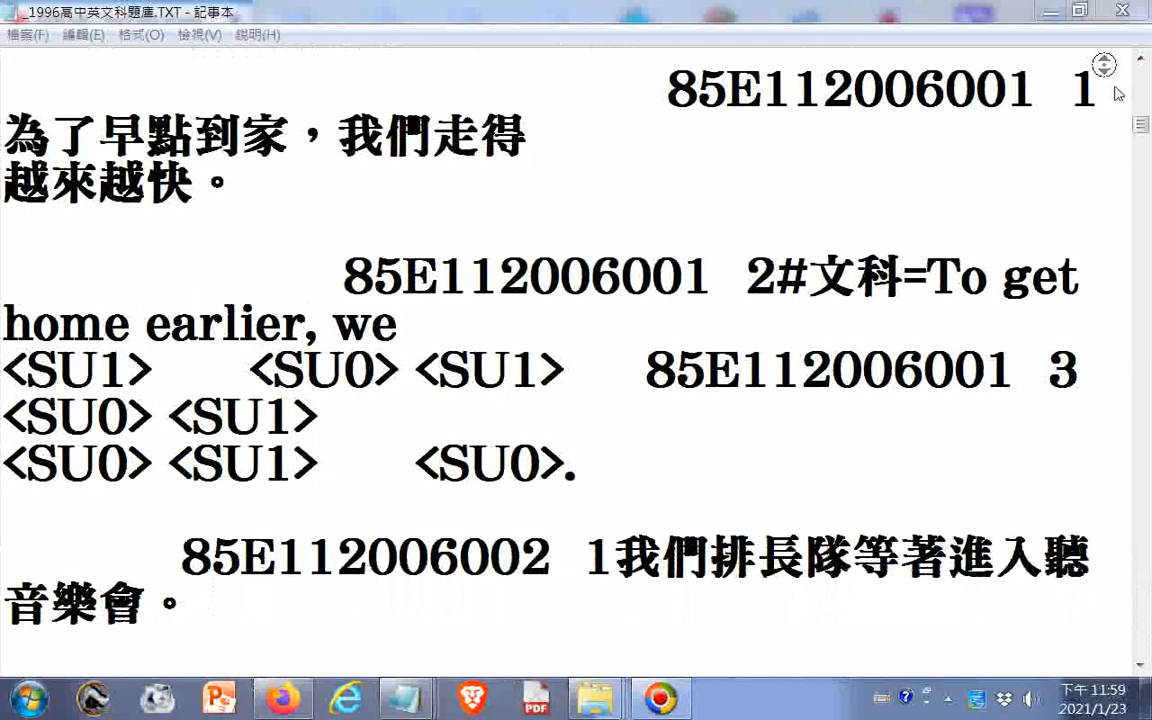 _1996高中英文科題庫.TXT - 記事本
檔案(F) 編輯(E) 格式(O) 檢視(V) 說明(H)
85E112006001 1
為了早點到家，我們走得
越來越快。
85E112006001 2#文科=To get
home earlier, we
<SU1> <SU0> <SU1> 85E112006001 3
<SU0> <SU1>
<SU0> <SU1> <SU0>.
85E112006002 1我們排長隊等著進入聽
音樂會。
PDF
下午 11:59
2021/1/23